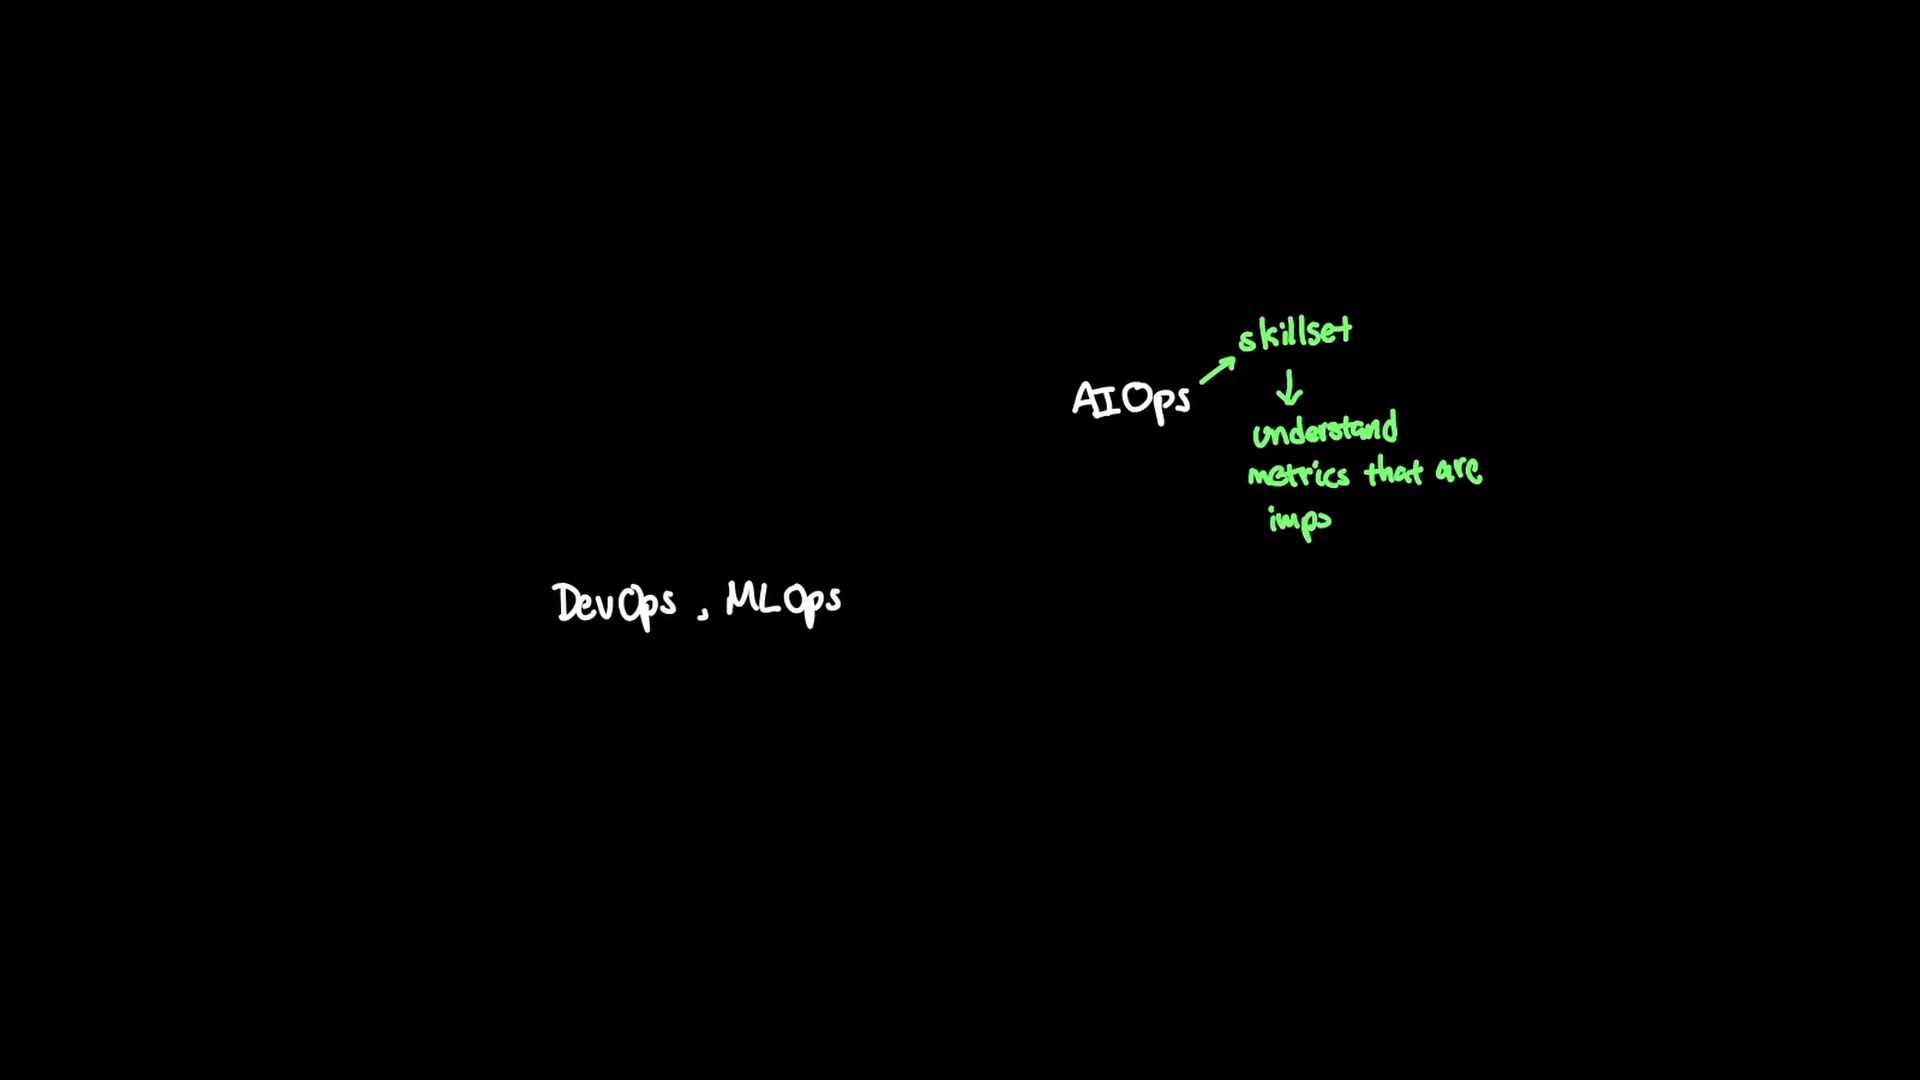 skillset
AIOps
understand
metrics that are
imps
DevOps, MLOps